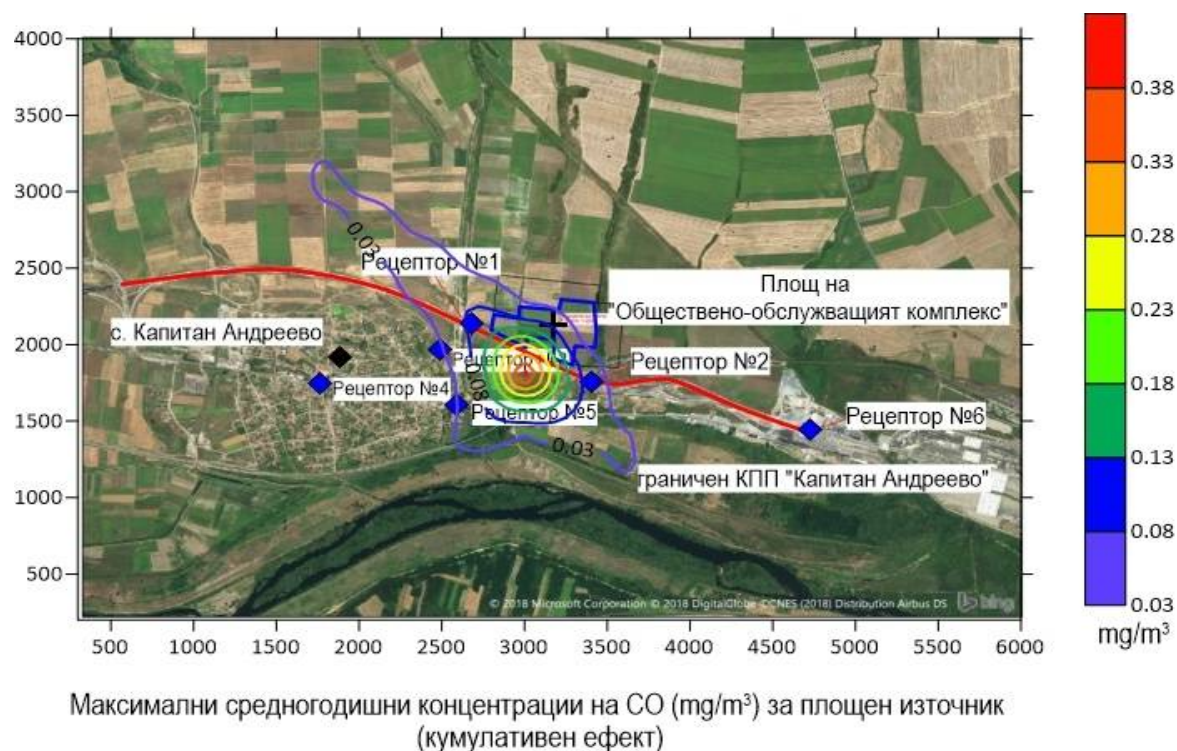 4000
3500
3000
2500
2000
1500
1000
500
500
1000
1500
2000
2500
3000
3500
4000
4500
5000
5500
6000
0.03
Рецептор №1
Площ на
"Обществено-обслужващият комплекс"
с. Капитан Андреево
Рецептор
Рецептор №2
Рецептор №4
0.08
Рецептор №5
Рецептор №6
0.03
граничен КПП "Капитан Андреево"
© 2018 Microsoft Corporation © 2018 DigitalGlobe ©CNES (2018) Distribution Airbus DS
bing
0.38
0.33
0.28
0.23
0.18
0.13
0.08
0.03
mg/m³
Максимални средногодишни концентрации на CO (mg/m³) за площен източник
(кумулативен ефект)